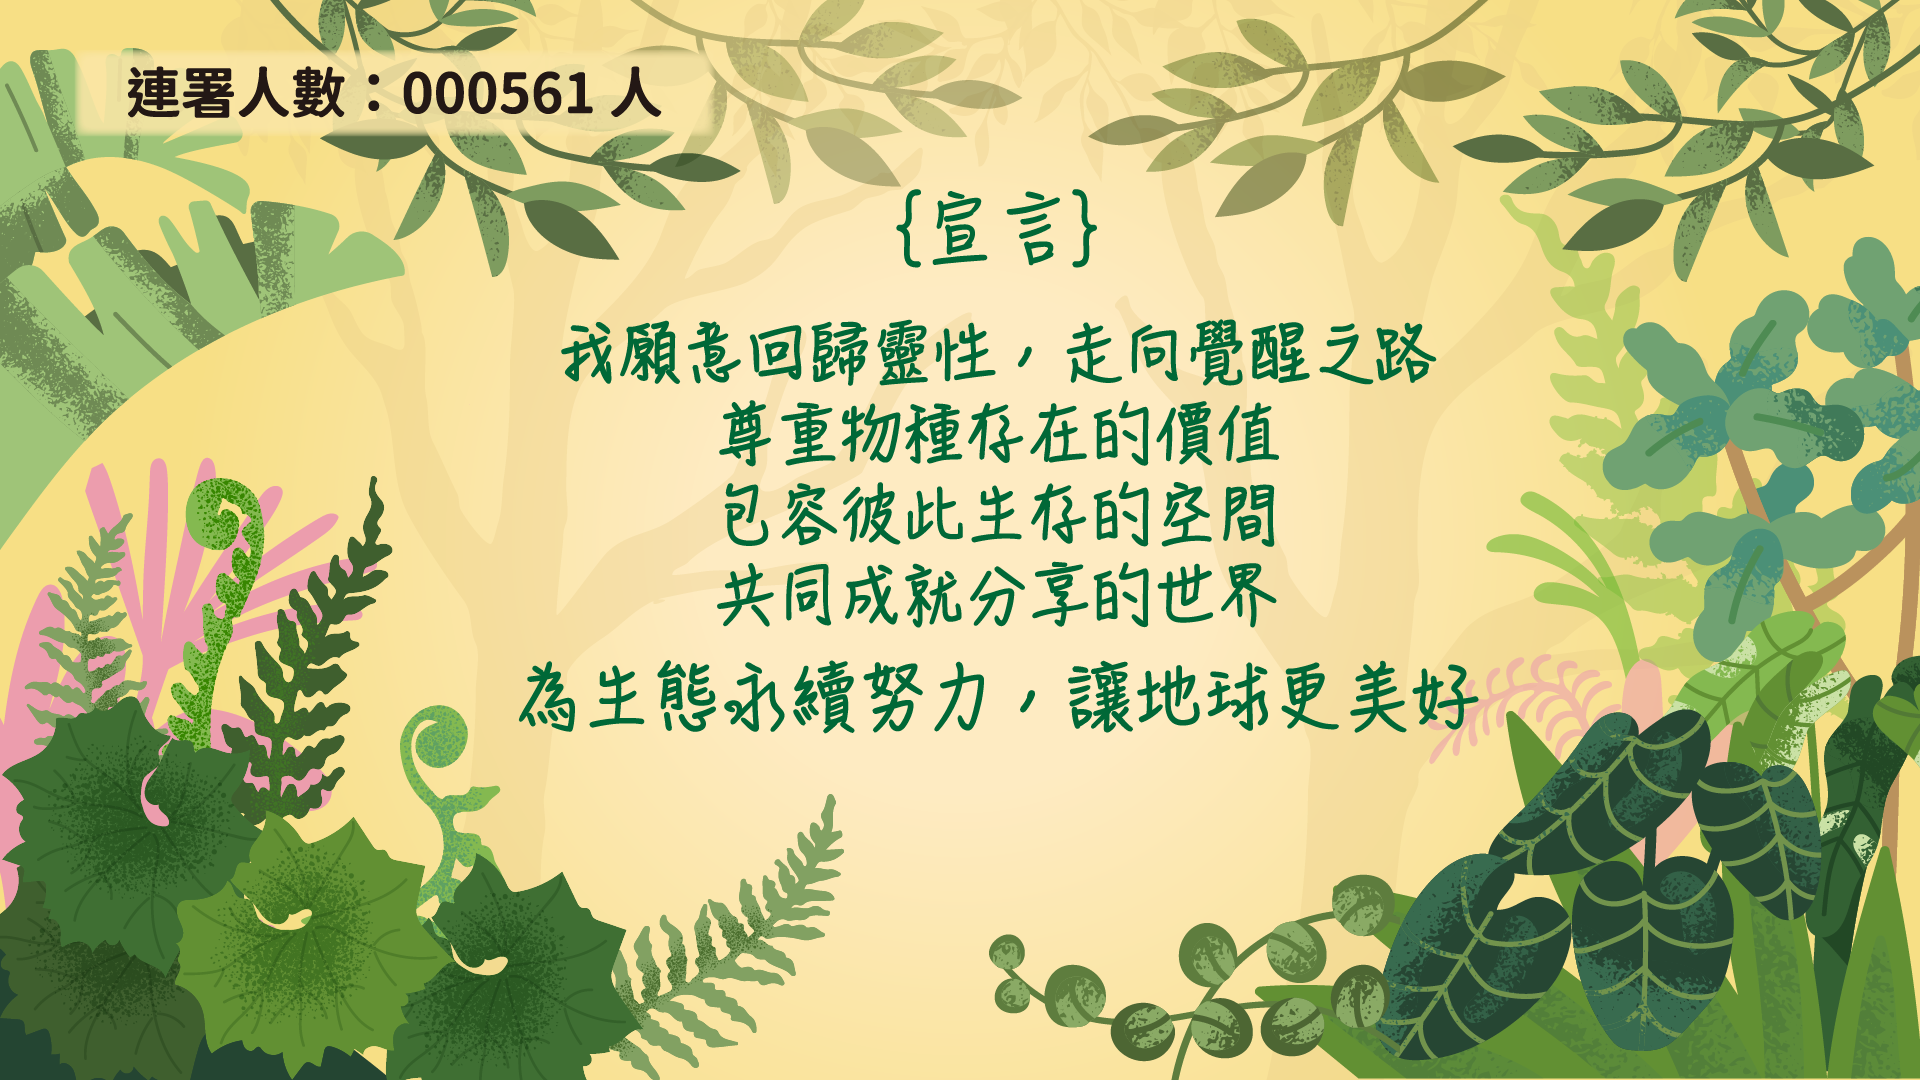 連署人數：000561 人
{宣言}
我願意回歸靈性，走向覺醒之路
尊重物種存在的價值
包容彼此生存的空間
共同成就分享的世界
為生態永續努力，讓地球更美好